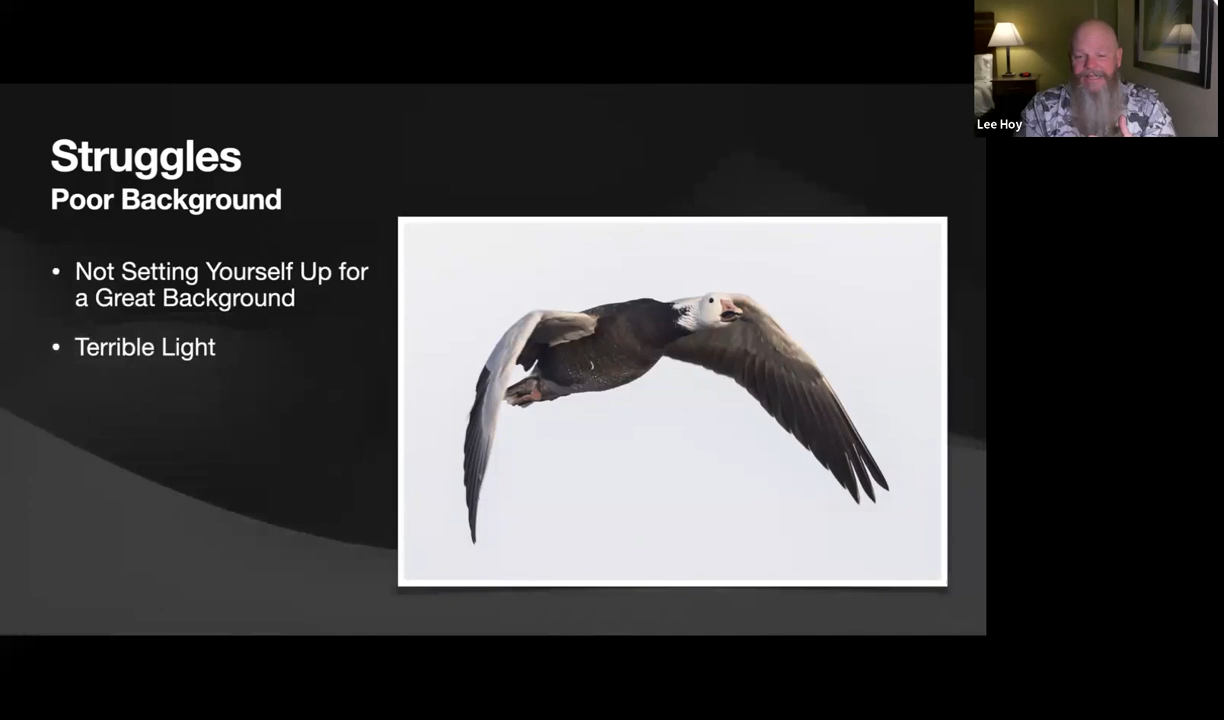 Struggles
Poor Background
• Not Setting Yourself Up for
a Great Background
• Terrible Light
Lee Hoy